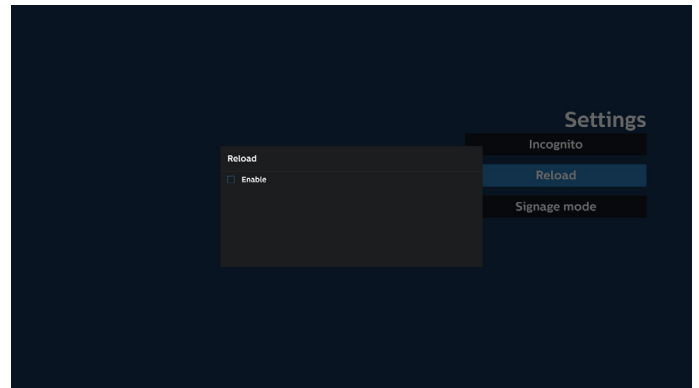 Settings
Incognito
Reload
Signage mode
Reload
Enable